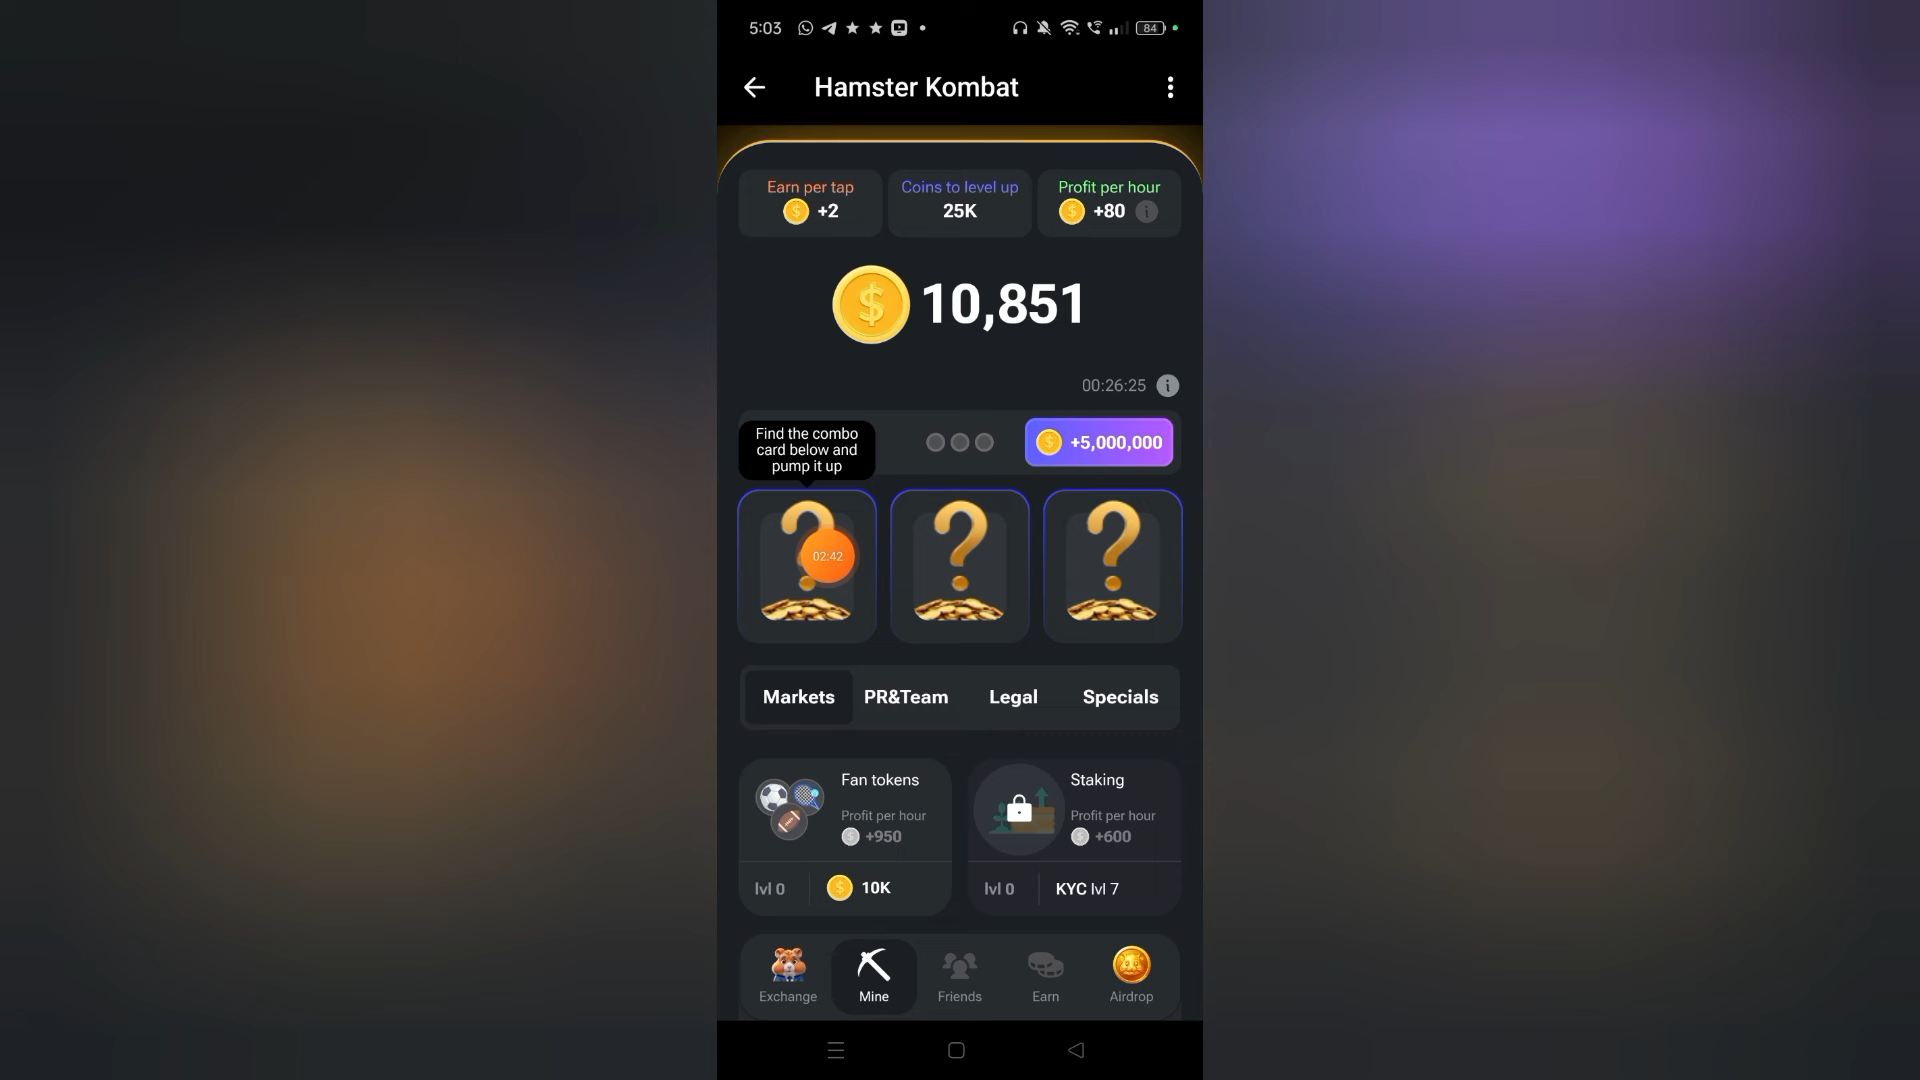 5:03
84
Hamster Kombat
Earn per tap
+2
Coins to level up
25K
Profit per hour
+80
10,851
00:26:25
Find the combo
card below and
pump it up
+5,000,000
02:42
Markets
PR&Team
Legal
Specials
Fan tokens
Profit per hour
+950
lvl 0
10K
Staking
Profit per hour
+600
lvl 0
KYC lvl 7
Exchange
Mine
Friends
Earn
Airdrop